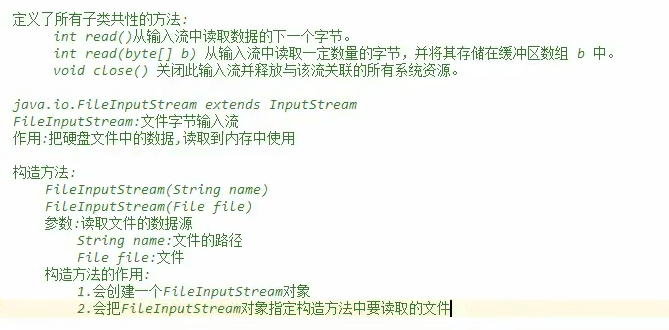 定义了所有子类共性的方法:
int read()从输入流中读取数据的下一个字节。
int read(byte[] b) 从输入流中读取一定数量的字节，并将其存储在缓冲区数组 b 中。
void close() 关闭此输入流并释放与该流关联的所有系统资源。
java.io.FileInputStream extends InputStream
FileInputStream:文件字节输入流
作用:把硬盘文件中的数据,读取到内存中使用
构造方法:
FileInputStream(String name)
FileInputStream(File file)
参数:读取文件的数据源
String name:文件的路径
File file:文件
构造方法的作用:
1.会创建一个FileInputStream对象
2.会把FileInputStream对象指定构造方法中要读取的文件